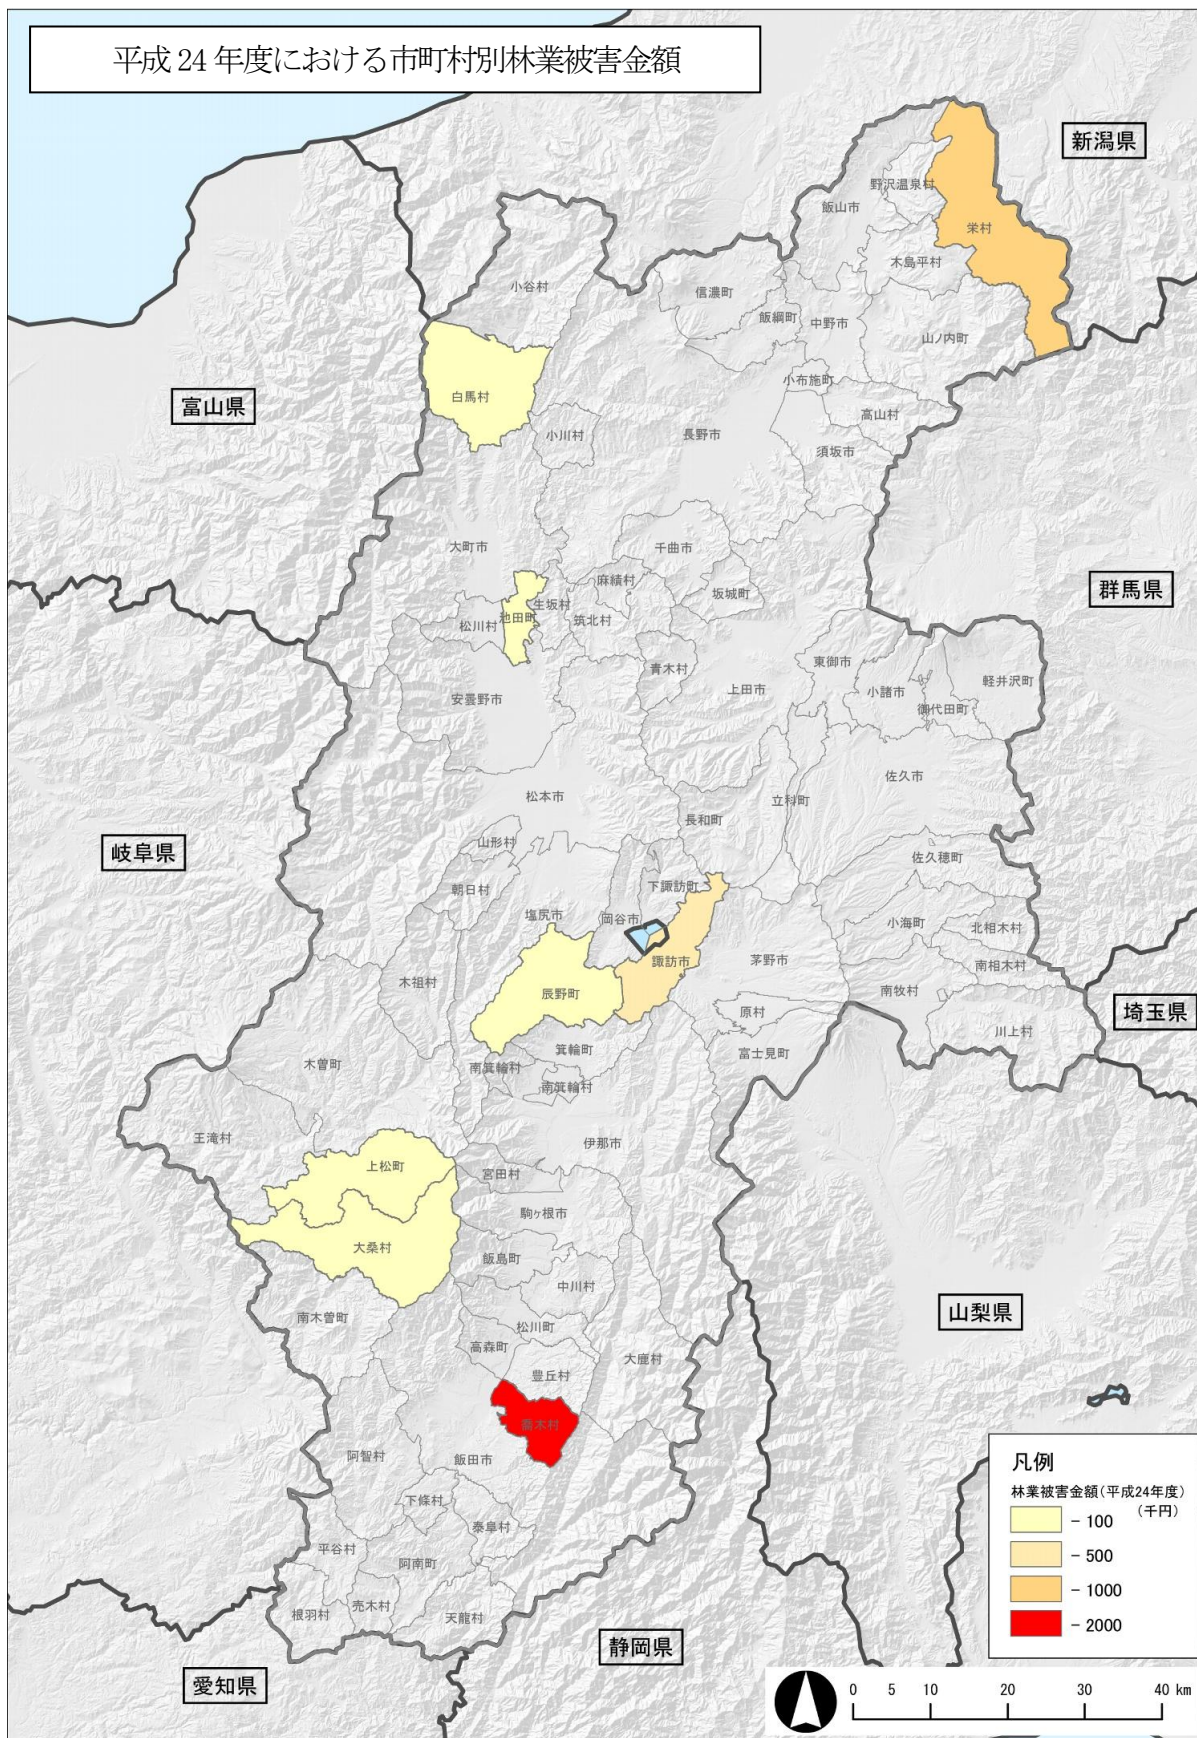 平成 24 年度における市町村別林業被害金額
新潟県
野沢温泉村
飯山市
栄村
木島平村
小谷村
信濃町
飯綱町
中野市
山ノ内町
小布施町
白馬村
富山県
高山村
小川村
長野市
須坂市
大町市
千曲市
麻績村
坂城町
群馬県
生坂村
池田町
筑北村
松川村
青木村
東御市
軽井沢町
上田市
小諸市
安曇野市
御代田町
佐久市
松本市
立科町
長和町
山形村
岐阜県
佐久穂町
朝日村
下諏訪町
塩尻市
岡谷市
小海町
北相木村
諏訪市
茅野市
南相木村
木祖村
辰野町
南牧村
原村
埼玉県
川上村
箕輪町
富士見町
木曽町
南箕輪村
南箕輪村
王滝村
伊那市
上松町
宮田村
駒ヶ根市
大桑村
飯島町
中川村
南木曽町
山梨県
松川町
高森町
大鹿村
豊丘村
喬木村
阿智村
飯田市
下條村
泰阜村
平谷村
阿南町
根羽村
売木村
天龍村
静岡県
愛知県
凡例
林業被害金額(平成24年度)
(千円)
- 100
- 500
- 1000
- 2000
0 5 10 20 30 40 km